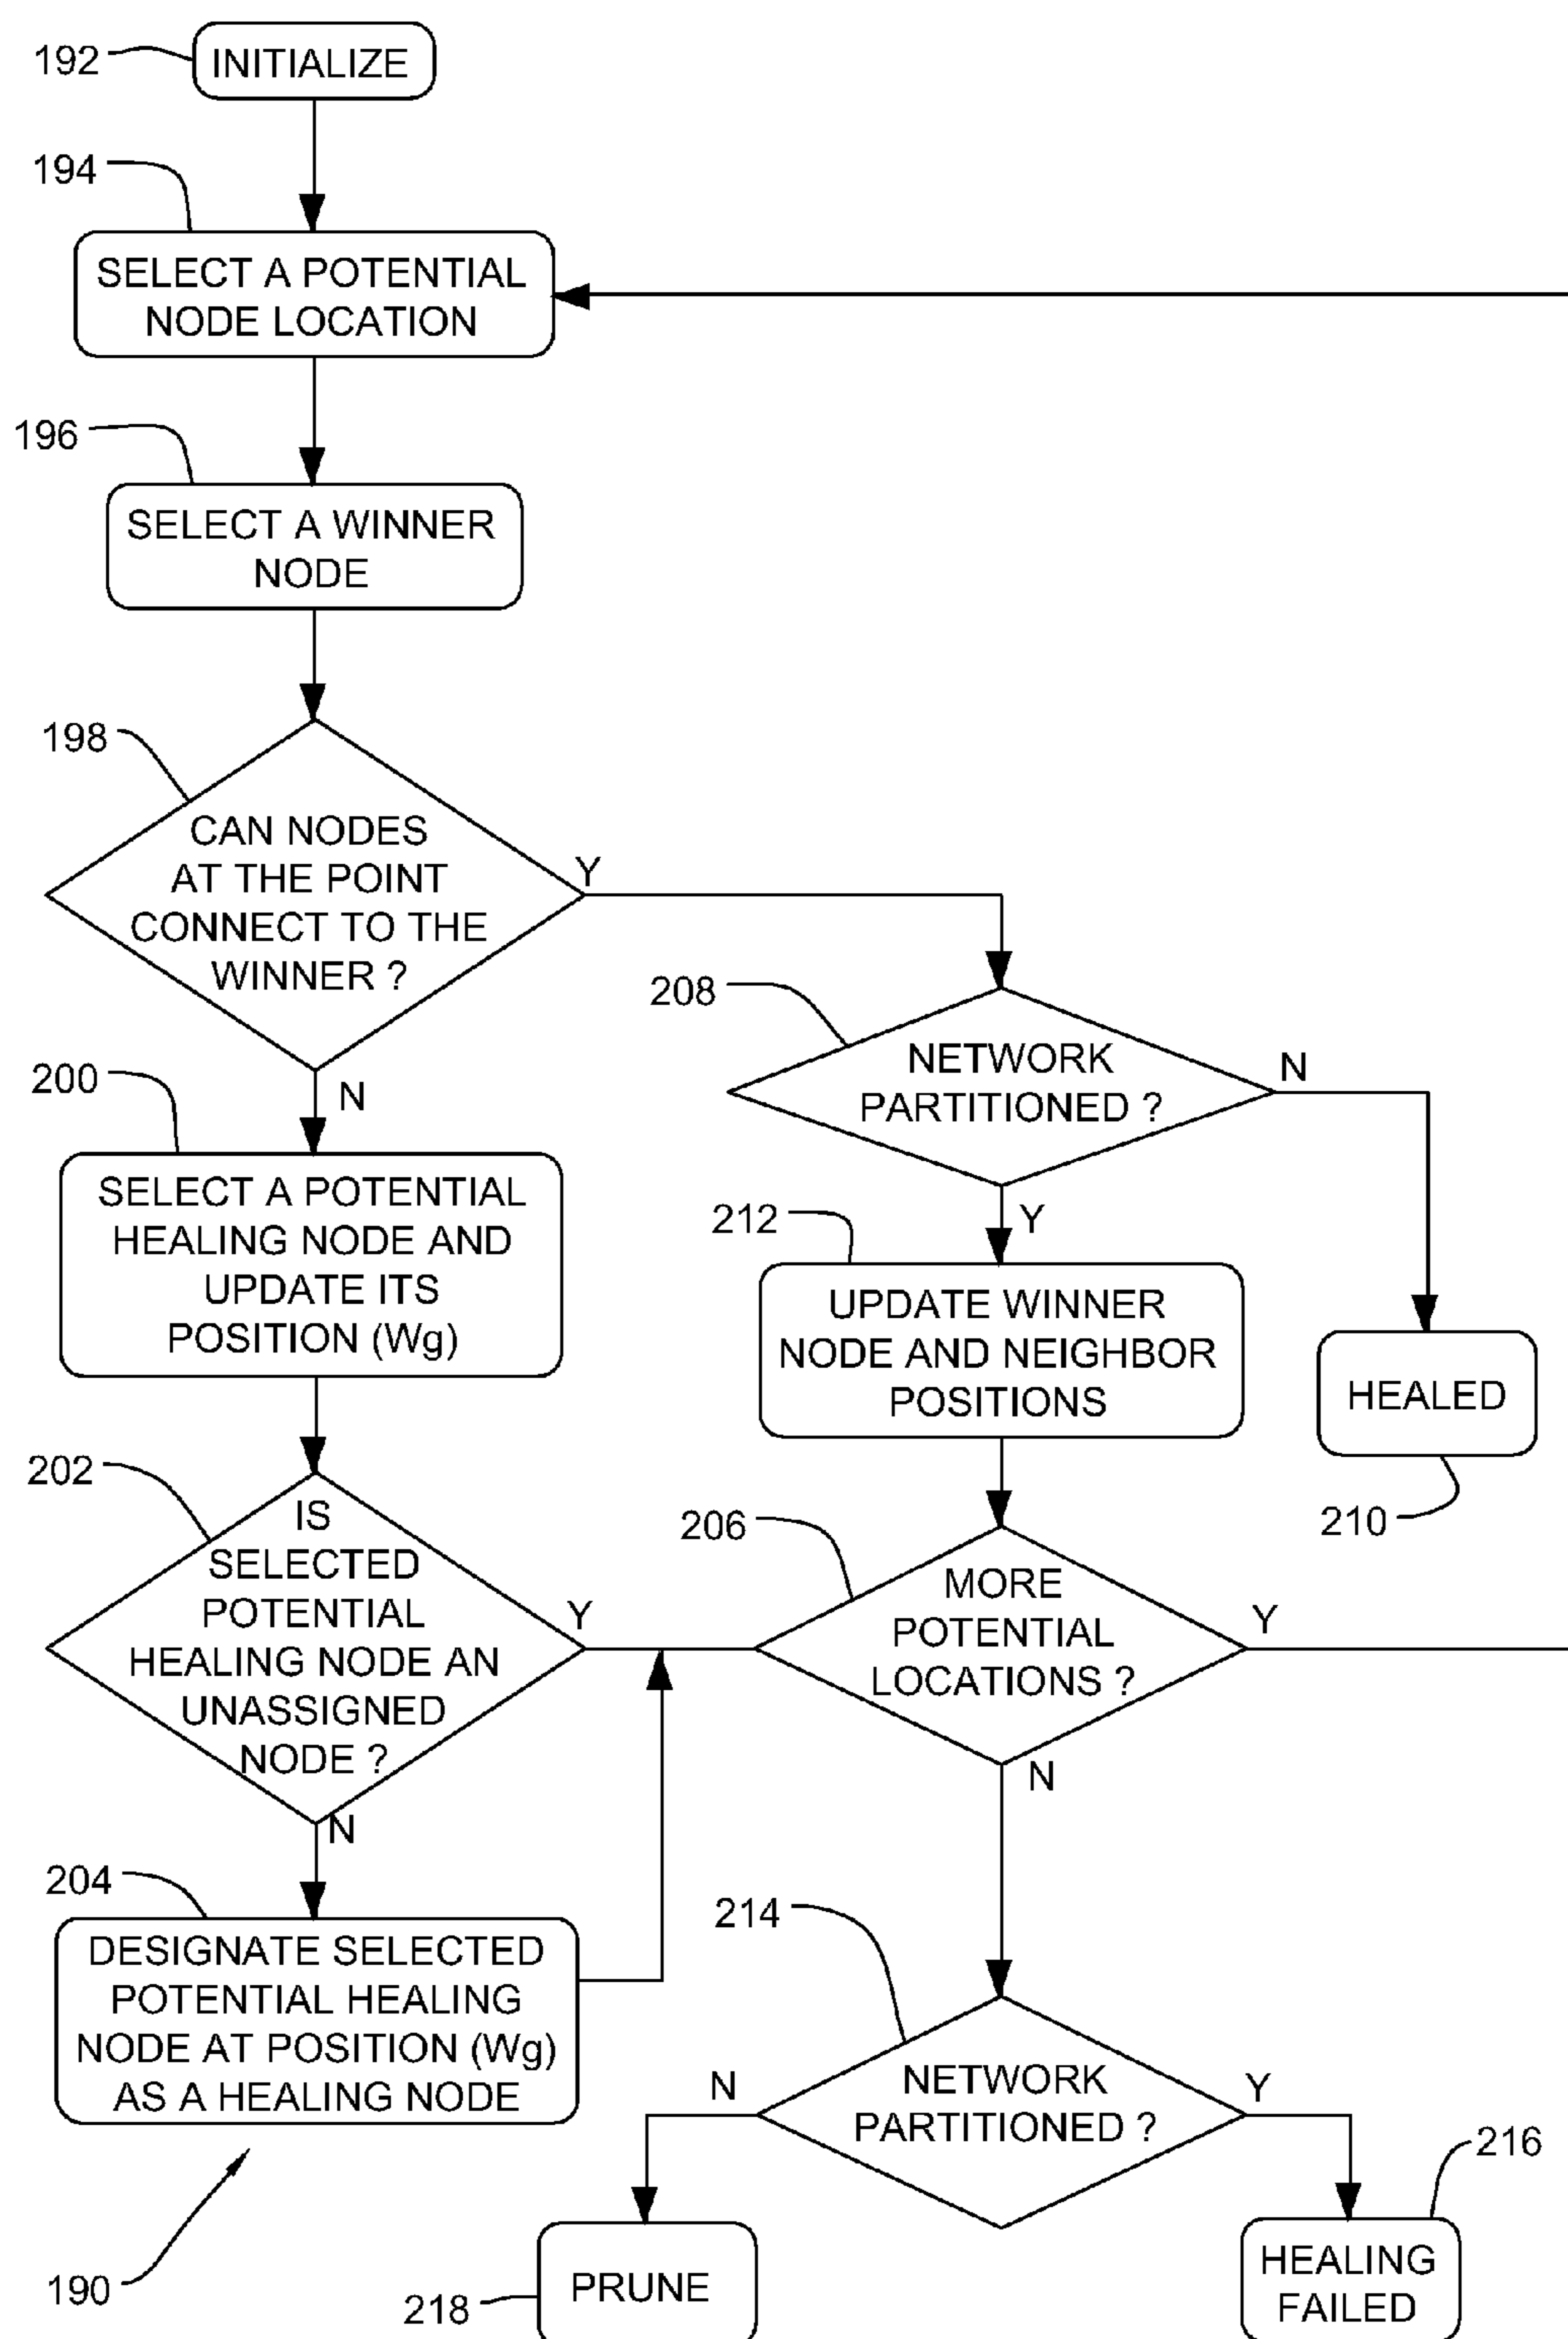 192
INITIALIZE
194
SELECT A POTENTIAL
NODE LOCATION
196
SELECT A WINNER
NODE
198
CAN NODES
AT THE POINT
CONNECT TO THE
WINNER ?
Y
N
208
NETWORK
PARTITIONED ?
N
Y
200
SELECT A POTENTIAL
HEALING NODE AND
UPDATE ITS
POSITION (Wg)
212
UPDATE WINNER
NODE AND NEIGHBOR
POSITIONS
HEALED
210
202
IS
SELECTED
POTENTIAL
HEALING NODE AN
UNASSIGNED
NODE ?
Y
N
206
MORE
POTENTIAL
LOCATIONS ?
Y
N
204
DESIGNATE SELECTED
POTENTIAL HEALING
NODE AT POSITION (Wg)
AS A HEALING NODE
214
NETWORK
PARTITIONED ?
N
Y
216
190
218
PRUNE
HEALING
FAILED